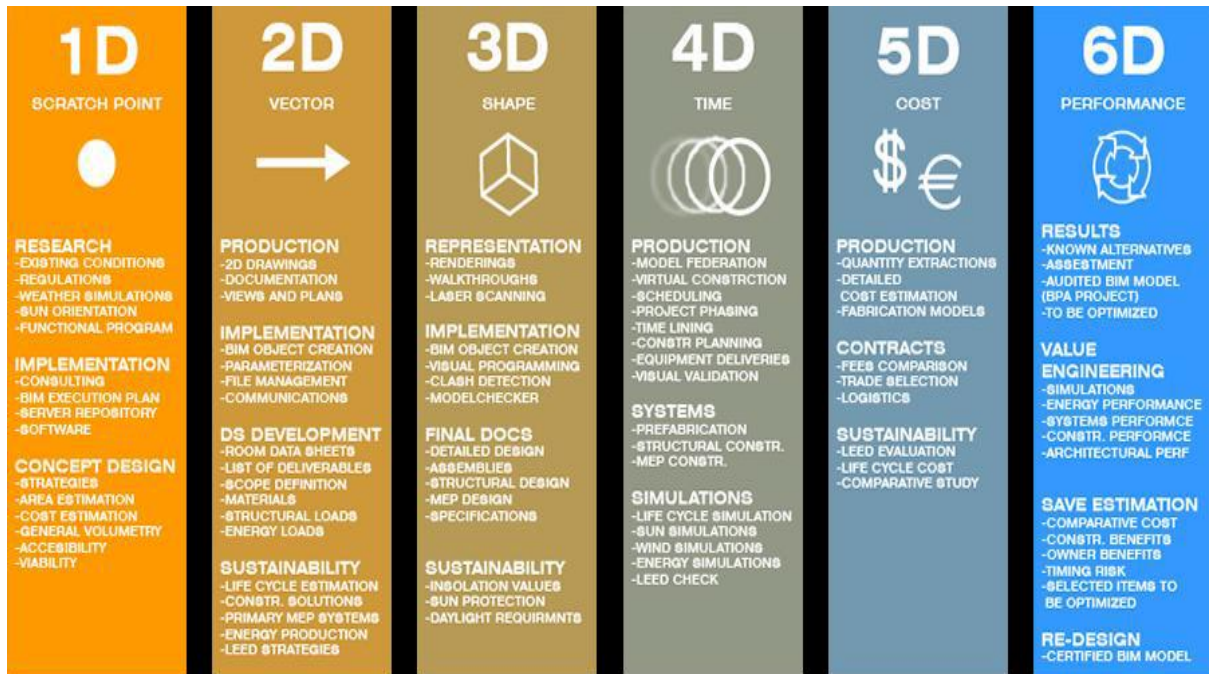 1D
SCRATCH POINT
RESEARCH
-EXISTING CONDITIONS
-REGULATIONS
-WEATHER SIMULATIONS
-SUN ORIENTATION
-FUNCTIONAL PROGRAM
IMPLEMENTATION
-CONSULTING
-BIM EXECUTION PLAN
-SERVER REPOSITORY
-SOFTWARE
CONCEPT DESIGN
-STRATEGIES
-AREA ESTIMATION
-COST ESTIMATION
-GENERAL VOLUMETRY
-ACCESIBILITY
-VIABILITY
2D
VECTOR
PRODUCTION
-2D DRAWINGS
-DOCUMENTATION
-VIEWS AND PLANS
IMPLEMENTATION
-BIM OBJECT CREATION
-PARAMETERIZATION
-FILE MANAGEMENT
-COMMUNICATIONS
DS DEVELOPMENT
-ROOM DATA SHEETS
-LIST OF DELIVERABLES
-SCOPE DEFINITION
-MATERIALS
-STRUCTURAL LOADS
-ENERGY LOADS
SUSTAINABILITY
-LIFE CYCLE ESTIMATION
-CONSTR. SOLUTIONS
-PRIMARY MEP SYSTEMS
-ENERGY PRODUCTION
-LEED STRATEGIES
3D
SHAPE
REPRESENTATION
-RENDERINGS
-WALKTHROUGHS
-LASER SCANNING
IMPLEMENTATION
-BIM OBJECT CREATION
-VISUAL PROGRAMMING
-CLASH DETECTION
-MODELCHECKER
FINAL DOCS
-DETAILED DESIGN
-ASSEMBLIES
-STRUCTURAL DESIGN
-MEP DESIGN
-SPECIFICATIONS
SUSTAINABILITY
-INSOLATION VALUES
-SUN PROTECTION
-DAYLIGHT REQUIRMNTS
4D
TIME
PRODUCTION
-MODEL FEDERATION
-VIRTUAL CONSTRCTION
-SCHEDULING
-PROJECT PHASING
-TIME LINING
-CONSTR PLANNING
-EQUIPMENT DELIVERIES
-VISUAL VALIDATION
SYSTEMS
-PREFABRICATION
-STRUCTURAL CONSTR.
-MEP CONSTR.
SIMULATIONS
-LIFE CYCLE SIMULATION
-SUN SIMULATIONS
-WIND SIMULATIONS
-ENERGY SIMULATIONS
-LEED CHECK
5D
COST
$ €
PRODUCTION
-QUANTITY EXTRACTIONS
-DETAILED
COST ESTIMATION
-FABRICATION MODELS
CONTRACTS
-FEES COMPARISON
-TRADE SELECTION
-LOGISTICS
SUSTAINABILITY
-LEED EVALUATION
-LIFE CYCLE COST
-COMPARATIVE STUDY
6D
PERFORMANCE
RESULTS
-KNOWN ALTERNATIVES
-ASSESTMENT
-AUDITED BIM MODEL
(BPA PROJECT)
-TO BE OPTIMIZED
VALUE
ENGINEERING
-SIMULATIONS
-ENERGY PERFORMANCE
-SYSTEMS PERFORMCE
-CONSTR. PERFORMCE
-ARCHITECTURAL PERF
SAVE ESTIMATION
-COMPARATIVE COST
-CONSTR. BENEFITS
-OWNER BENEFITS
-TIMING RISK
-SELECTED ITEMS TO
BE OPTIMIZED
RE-DESIGN
-CERTIFIED BIM MODEL